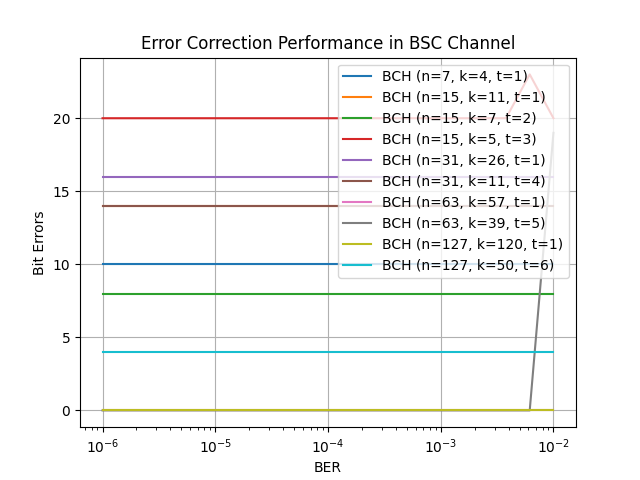 Error Correction Performance in BSC Channel
BCH (n=7, k=4, t=1)
BCH (n=15, k=11, t=1)
BCH (n=15, k=7, t=2)
BCH (n=15, k=5, t=3)
BCH (n=31, k=26, t=1)
BCH (n=31, k=11, t=4)
BCH (n=63, k=57, t=1)
BCH (n=63, k=39, t=5)
BCH (n=127, k=120, t=1)
BCH (n=127, k=50, t=6)
Bit Errors
20
15
10
5
0
10⁻⁶ 10⁻⁵ 10⁻⁴ 10⁻³ 10⁻²
BER